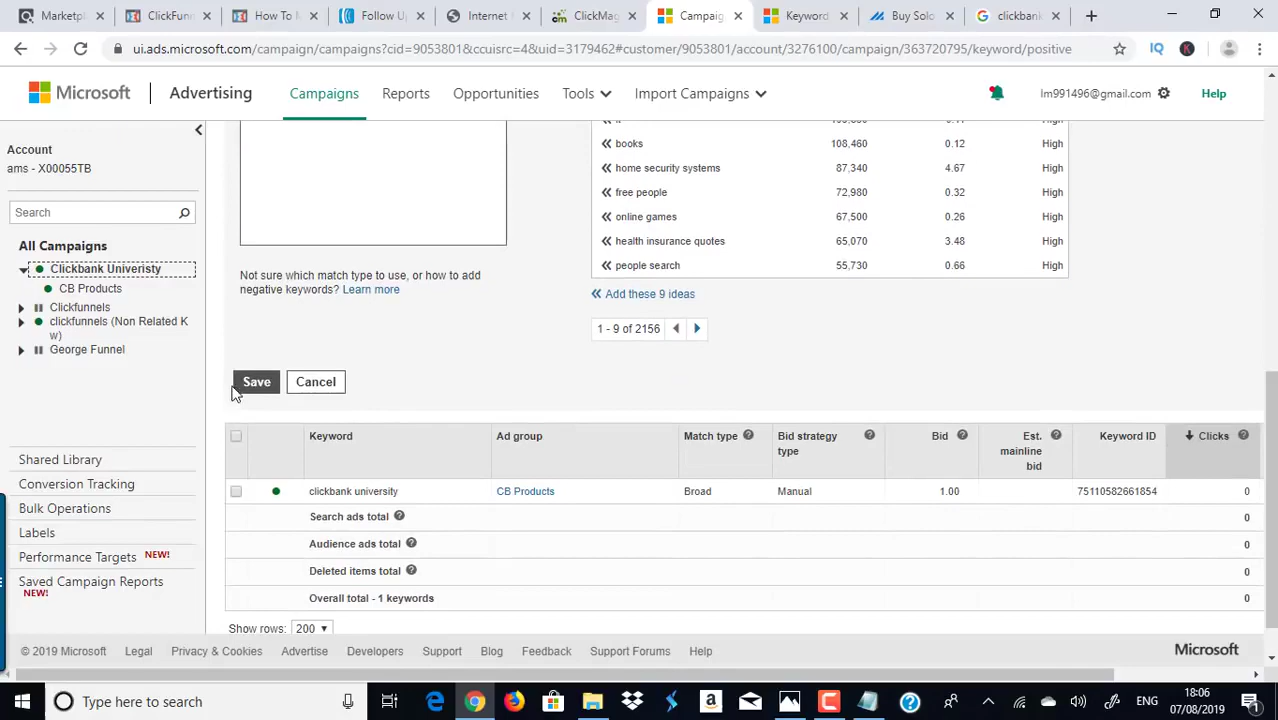 Marketpl
ClickFun
How To M
Follow U
Internet M
ClickMag
Campaig
Keyword
Buy Solo
clickbank
ui.ads.microsoft.com/campaign/campaigns?cid=9053801&ccuisrc=4&uid=3179462#customer/9053801/account/3276100/campaign/363720795/keyword/positive
IQ
K
Microsoft
Advertising
Campaigns
Reports
Opportunities
Tools
Import Campaigns
lm991496@gmail.com
Help
Account
ams - X00055TB
Search
All Campaigns
Clickbank Univeristy
CB Products
Clickfunnels
clickfunnels (Non Related K
w)
George Funnel
Shared Library
Conversion Tracking
Bulk Operations
Labels
Performance Targets NEW!
Saved Campaign Reports
NEW!
books 108,460 0.12 High
home security systems 87,340 4.67 High
free people 72,980 0.32 High
online games 67,500 0.26 High
health insurance quotes 65,070 3.48 High
people search 55,730 0.66 High
Not sure which match type to use, or how to add
negative keywords? Learn more
Add these 9 ideas
1 - 9 of 2156
Save
Cancel
Keyword
Ad group
Match type
Bid strategy
type
Bid
Est.
mainline
bid
Keyword ID
Clicks
clickbank university CB Products Broad Manual 1.00 75110582661854 0
Search ads total 0
Audience ads total 0
Deleted items total 0
Overall total - 1 keywords 0
Show rows: 200
© 2019 Microsoft Legal Privacy & Cookies Advertise Developers Support Blog Feedback Support Forums Help
Microsoft
Type here to search
ENG
18:06
07/08/2019